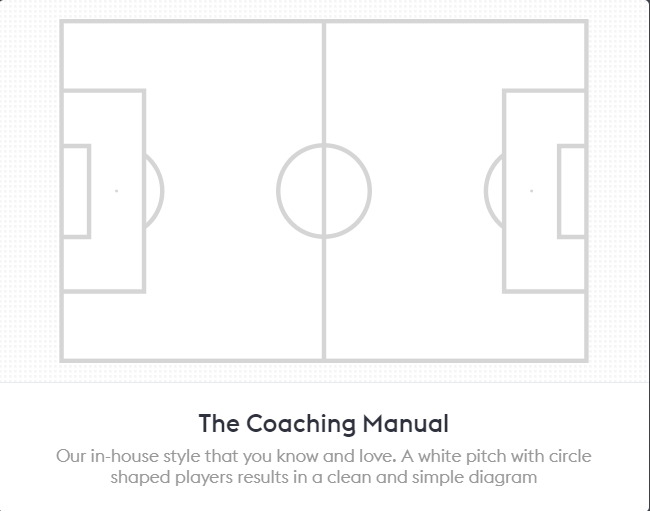 The Coaching Manual
Our in-house style that you know and love. A white pitch with circle
shaped players results in a clean and simple diagram